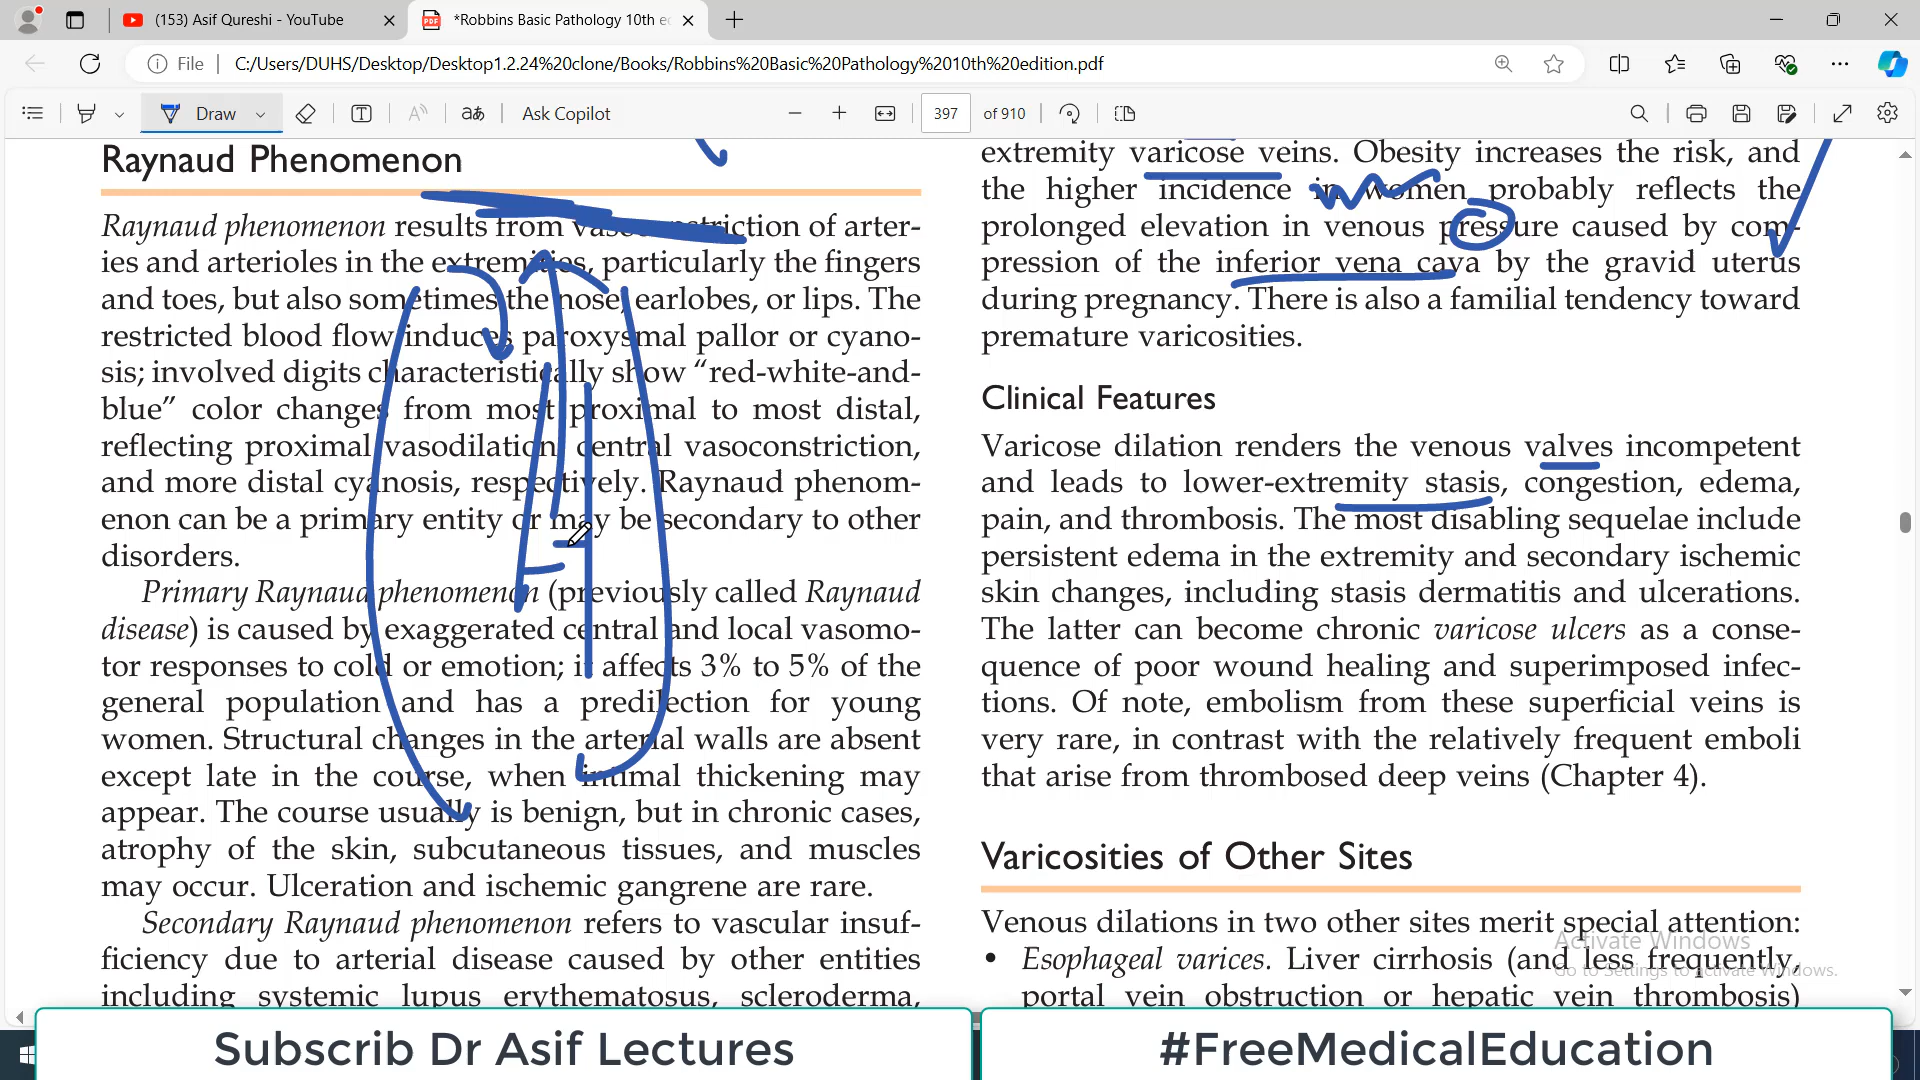 (153) Asif Qureshi - YouTube
*Robbins Basic Pathology 10th e
File
C:/Users/DUHS/Desktop/Desktop1.2.24%20clone/Books/Robbins%20Basic%20Pathology%2010th%20edition.pdf
Draw
Ask Copilot
397 of 910
Raynaud Phenomenon
Raynaud phenomenon results from vasoconstriction of arter-
ies and arterioles in the extremities, particularly the fingers
and toes, but also sometimes the nose, earlobes, or lips. The
restricted blood flow induces paroxysmal pallor or cyano-
sis; involved digits characteristically show “red-white-and-
blue” color changes from most proximal to most distal,
reflecting proximal vasodilation, central vasoconstriction,
and more distal cyanosis, respectively. Raynaud phenom-
enon can be a primary entity or may be secondary to other
disorders.
Primary Raynaud phenomenon (previously called Raynaud
disease) is caused by exaggerated central and local vasomo-
tor responses to cold or emotion; it affects 3% to 5% of the
general population and has a predilection for young
women. Structural changes in the arterial walls are absent
except late in the course, when intimal thickening may
appear. The course usually is benign, but in chronic cases,
atrophy of the skin, subcutaneous tissues, and muscles
may occur. Ulceration and ischemic gangrene are rare.
Secondary Raynaud phenomenon refers to vascular insuf-
ficiency due to arterial disease caused by other entities
including systemic lupus erythematosus, scleroderma,
extremity varicose veins. Obesity increases the risk, and
the higher incidence in women probably reflects the
prolonged elevation in venous pressure caused by com-
pression of the inferior vena cava by the gravid uterus
during pregnancy. There is also a familial tendency toward
premature varicosities.
Clinical Features
Varicose dilation renders the venous valves incompetent
and leads to lower-extremity stasis, congestion, edema,
pain, and thrombosis. The most disabling sequelae include
persistent edema in the extremity and secondary ischemic
skin changes, including stasis dermatitis and ulcerations.
The latter can become chronic varicose ulcers as a conse-
quence of poor wound healing and superimposed infec-
tions. Of note, embolism from these superficial veins is
very rare, in contrast with the relatively frequent emboli
that arise from thrombosed deep veins (Chapter 4).
Varicosities of Other Sites
Venous dilations in two other sites merit special attention:
• Esophageal varices. Liver cirrhosis (and less frequently,
portal vein obstruction or hepatic vein thrombosis)
Activate Windows
Go to Settings to activate Windows.
Subscrib Dr Asif Lectures
#FreeMedicalEducation